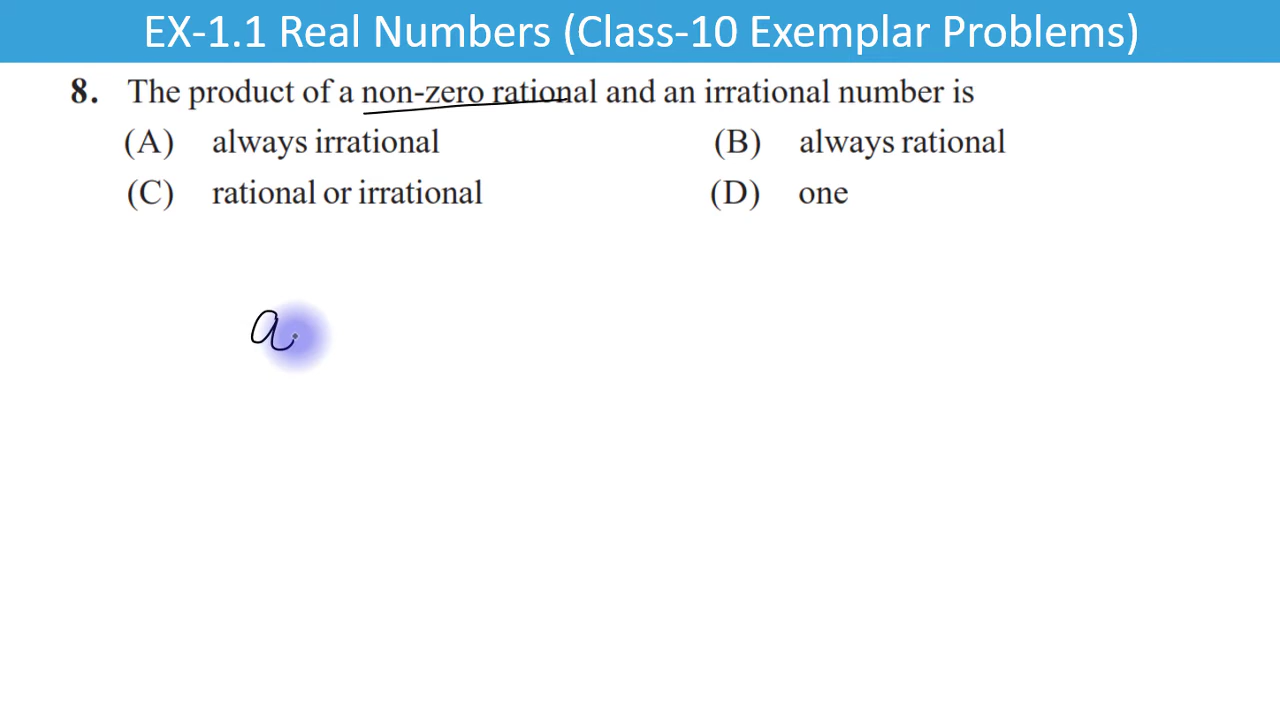 EX-1.1 Real Numbers (Class-10 Exemplar Problems)
8. The product of a non-zero rational and an irrational number is
(A) always irrational (B) always rational
(C) rational or irrational (D) one
a